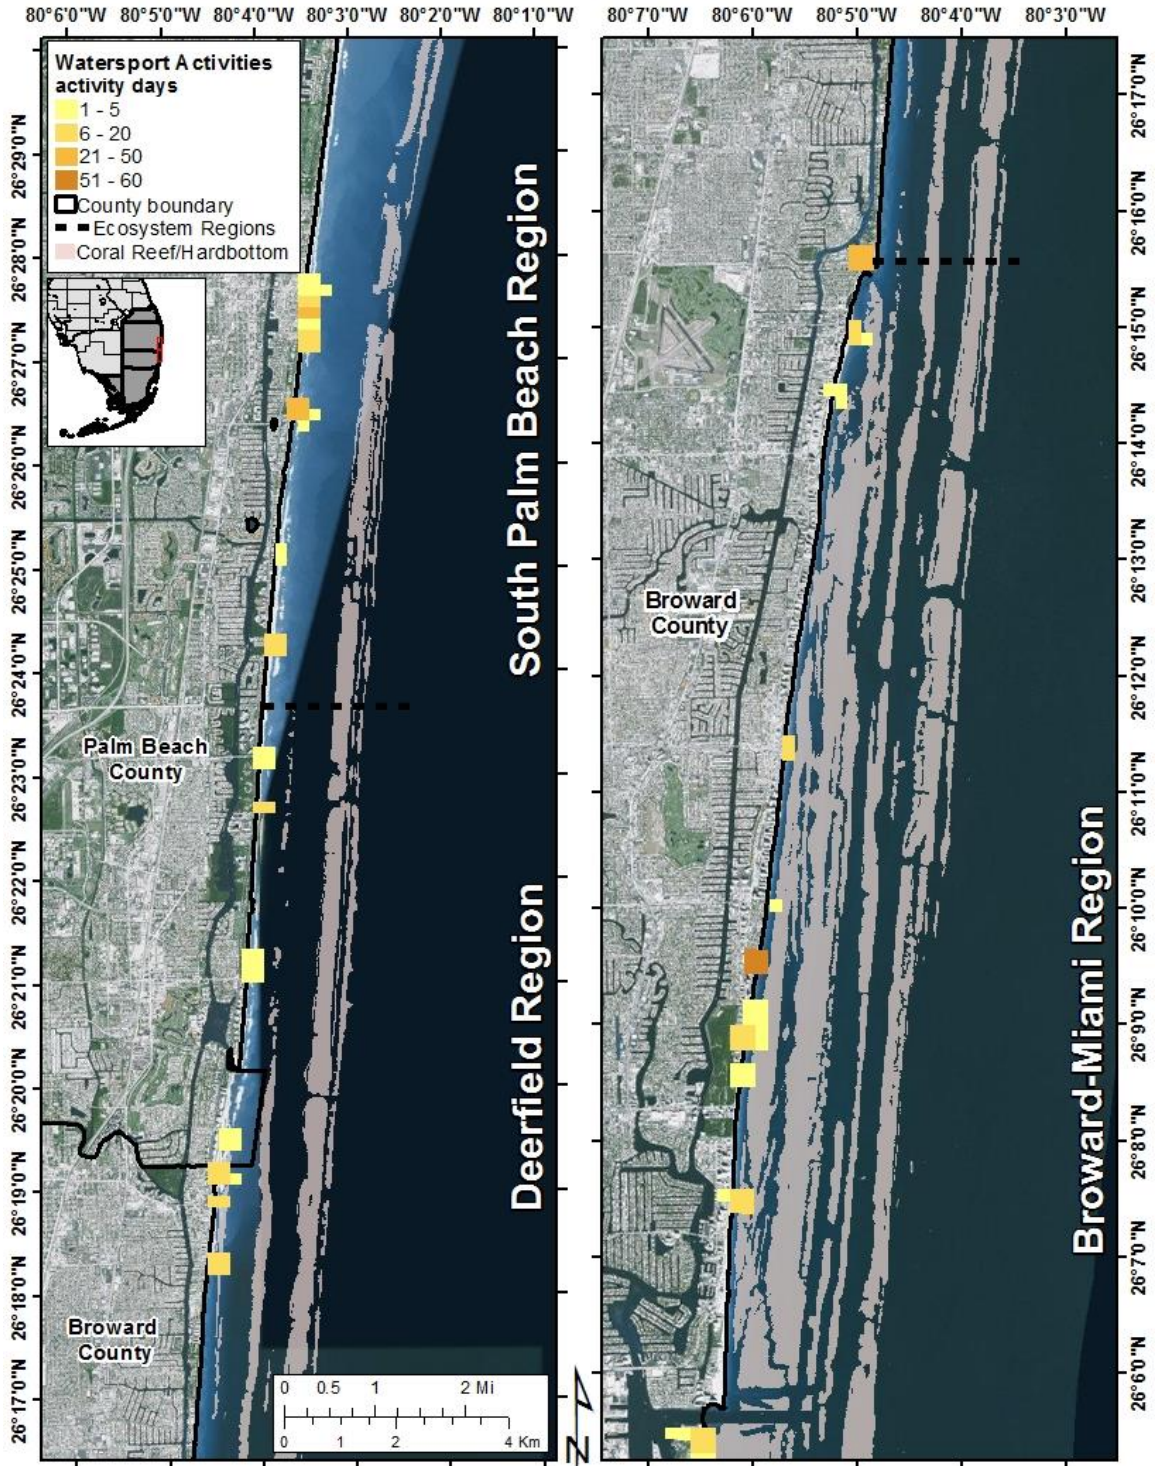 80°6'0"W 80°5'0"W 80°4'0"W 80°3'0"W 80°2'0"W 80°1'0"W
80°7'0"W 80°6'0"W 80°5'0"W 80°4'0"W 80°3'0"W
Watersport Activities
activity days
1 - 5
6 - 20
21 - 50
51 - 60
County boundary
Ecosystem Regions
Coral Reef/Hardbottom
26°29'0"N
26°28'0"N
26°27'0"N
26°26'0"N
26°25'0"N
26°24'0"N
26°23'0"N
26°22'0"N
26°21'0"N
26°20'0"N
26°19'0"N
26°18'0"N
26°17'0"N
South Palm Beach Region
Palm Beach
County
Deerfield Region
Broward
County
0 0.5 1 2 Mi
0 1 2 4 Km
N
Broward
County
Broward-Miami Region
26°17'0"N
26°16'0"N
26°15'0"N
26°14'0"N
26°13'0"N
26°12'0"N
26°11'0"N
26°10'0"N
26°9'0"N
26°8'0"N
26°7'0"N
26°6'0"N